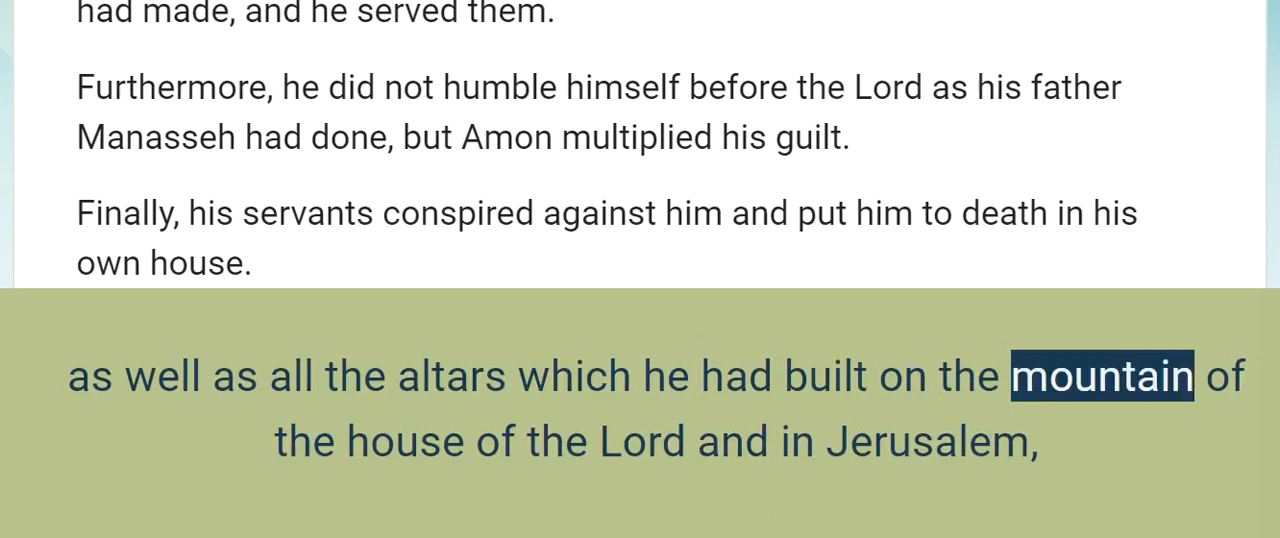 had made, and he served them.
Furthermore, he did not humble himself before the Lord as his father
Manasseh had done, but Amon multiplied his guilt.
Finally, his servants conspired against him and put him to death in his
own house.
as well as all the altars which he had built on the mountain of
the house of the Lord and in Jerusalem,